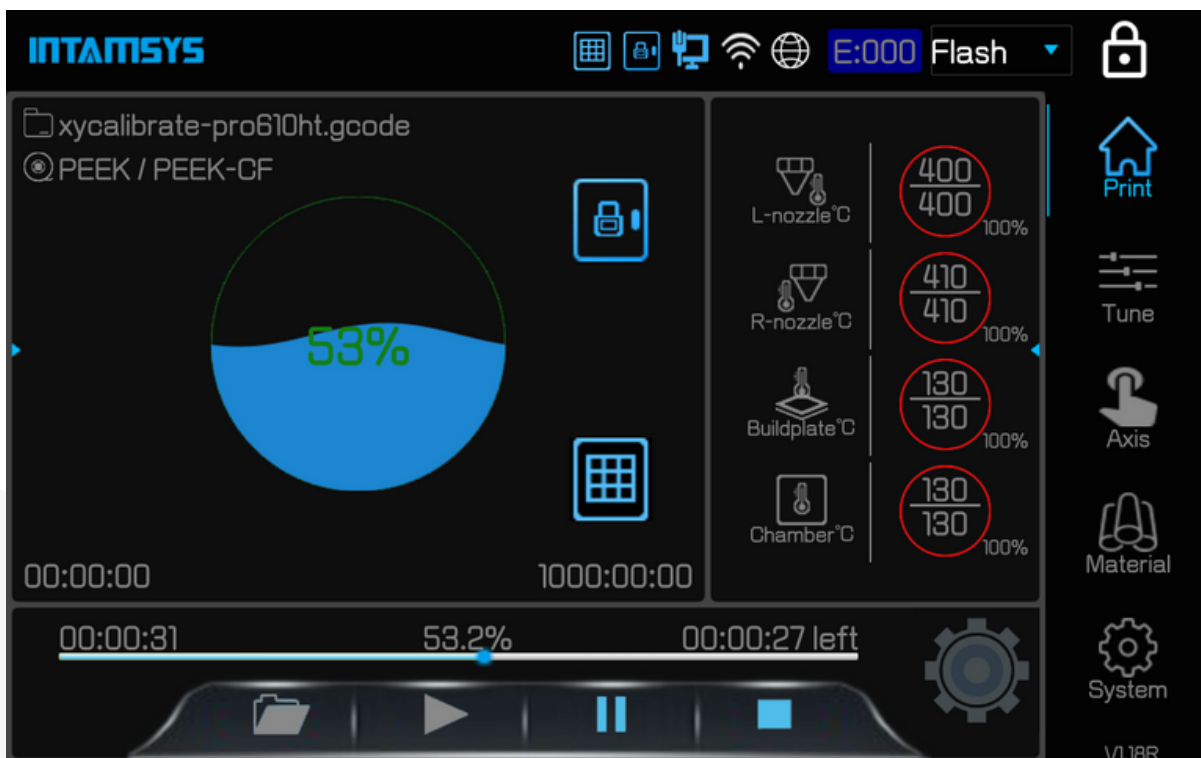 INTAMSYS
E:000 Flash
xycalibrate-pro610ht.gcode
PEEK / PEEK-CF
53%
00:00:00 1000:00:00
L-nozzle°C 400 400 100%
R-nozzle°C 410 410 100%
Buildplate°C 130 130 100%
Chamber°C 130 130 100%
00:00:31 53.2% 00:00:27 left
Print
Tune
Axis
Material
System